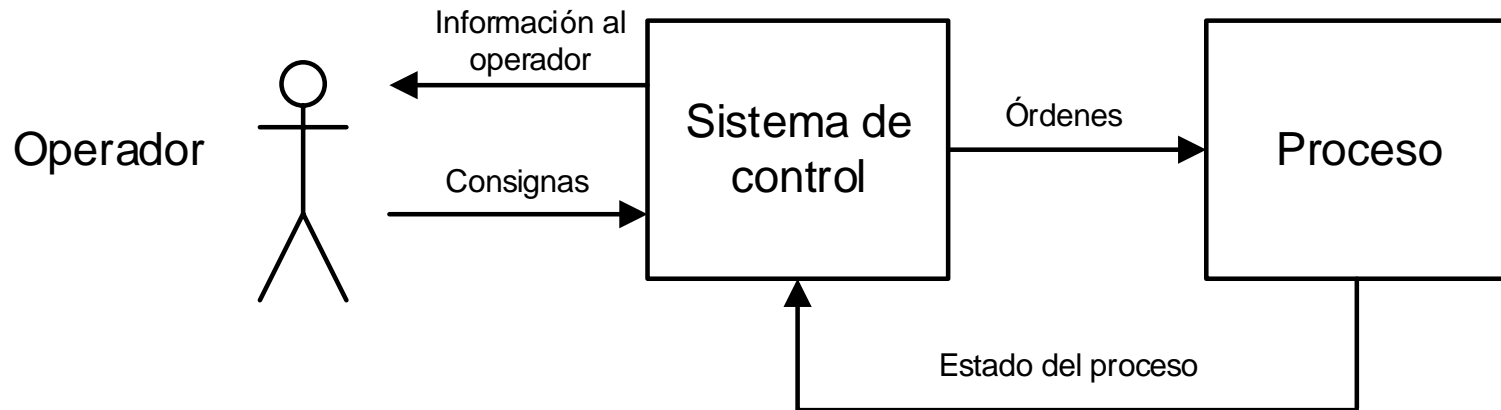 Información al
operador
Operador
Consignas
Sistema de
control
Órdenes
Proceso
Estado del proceso